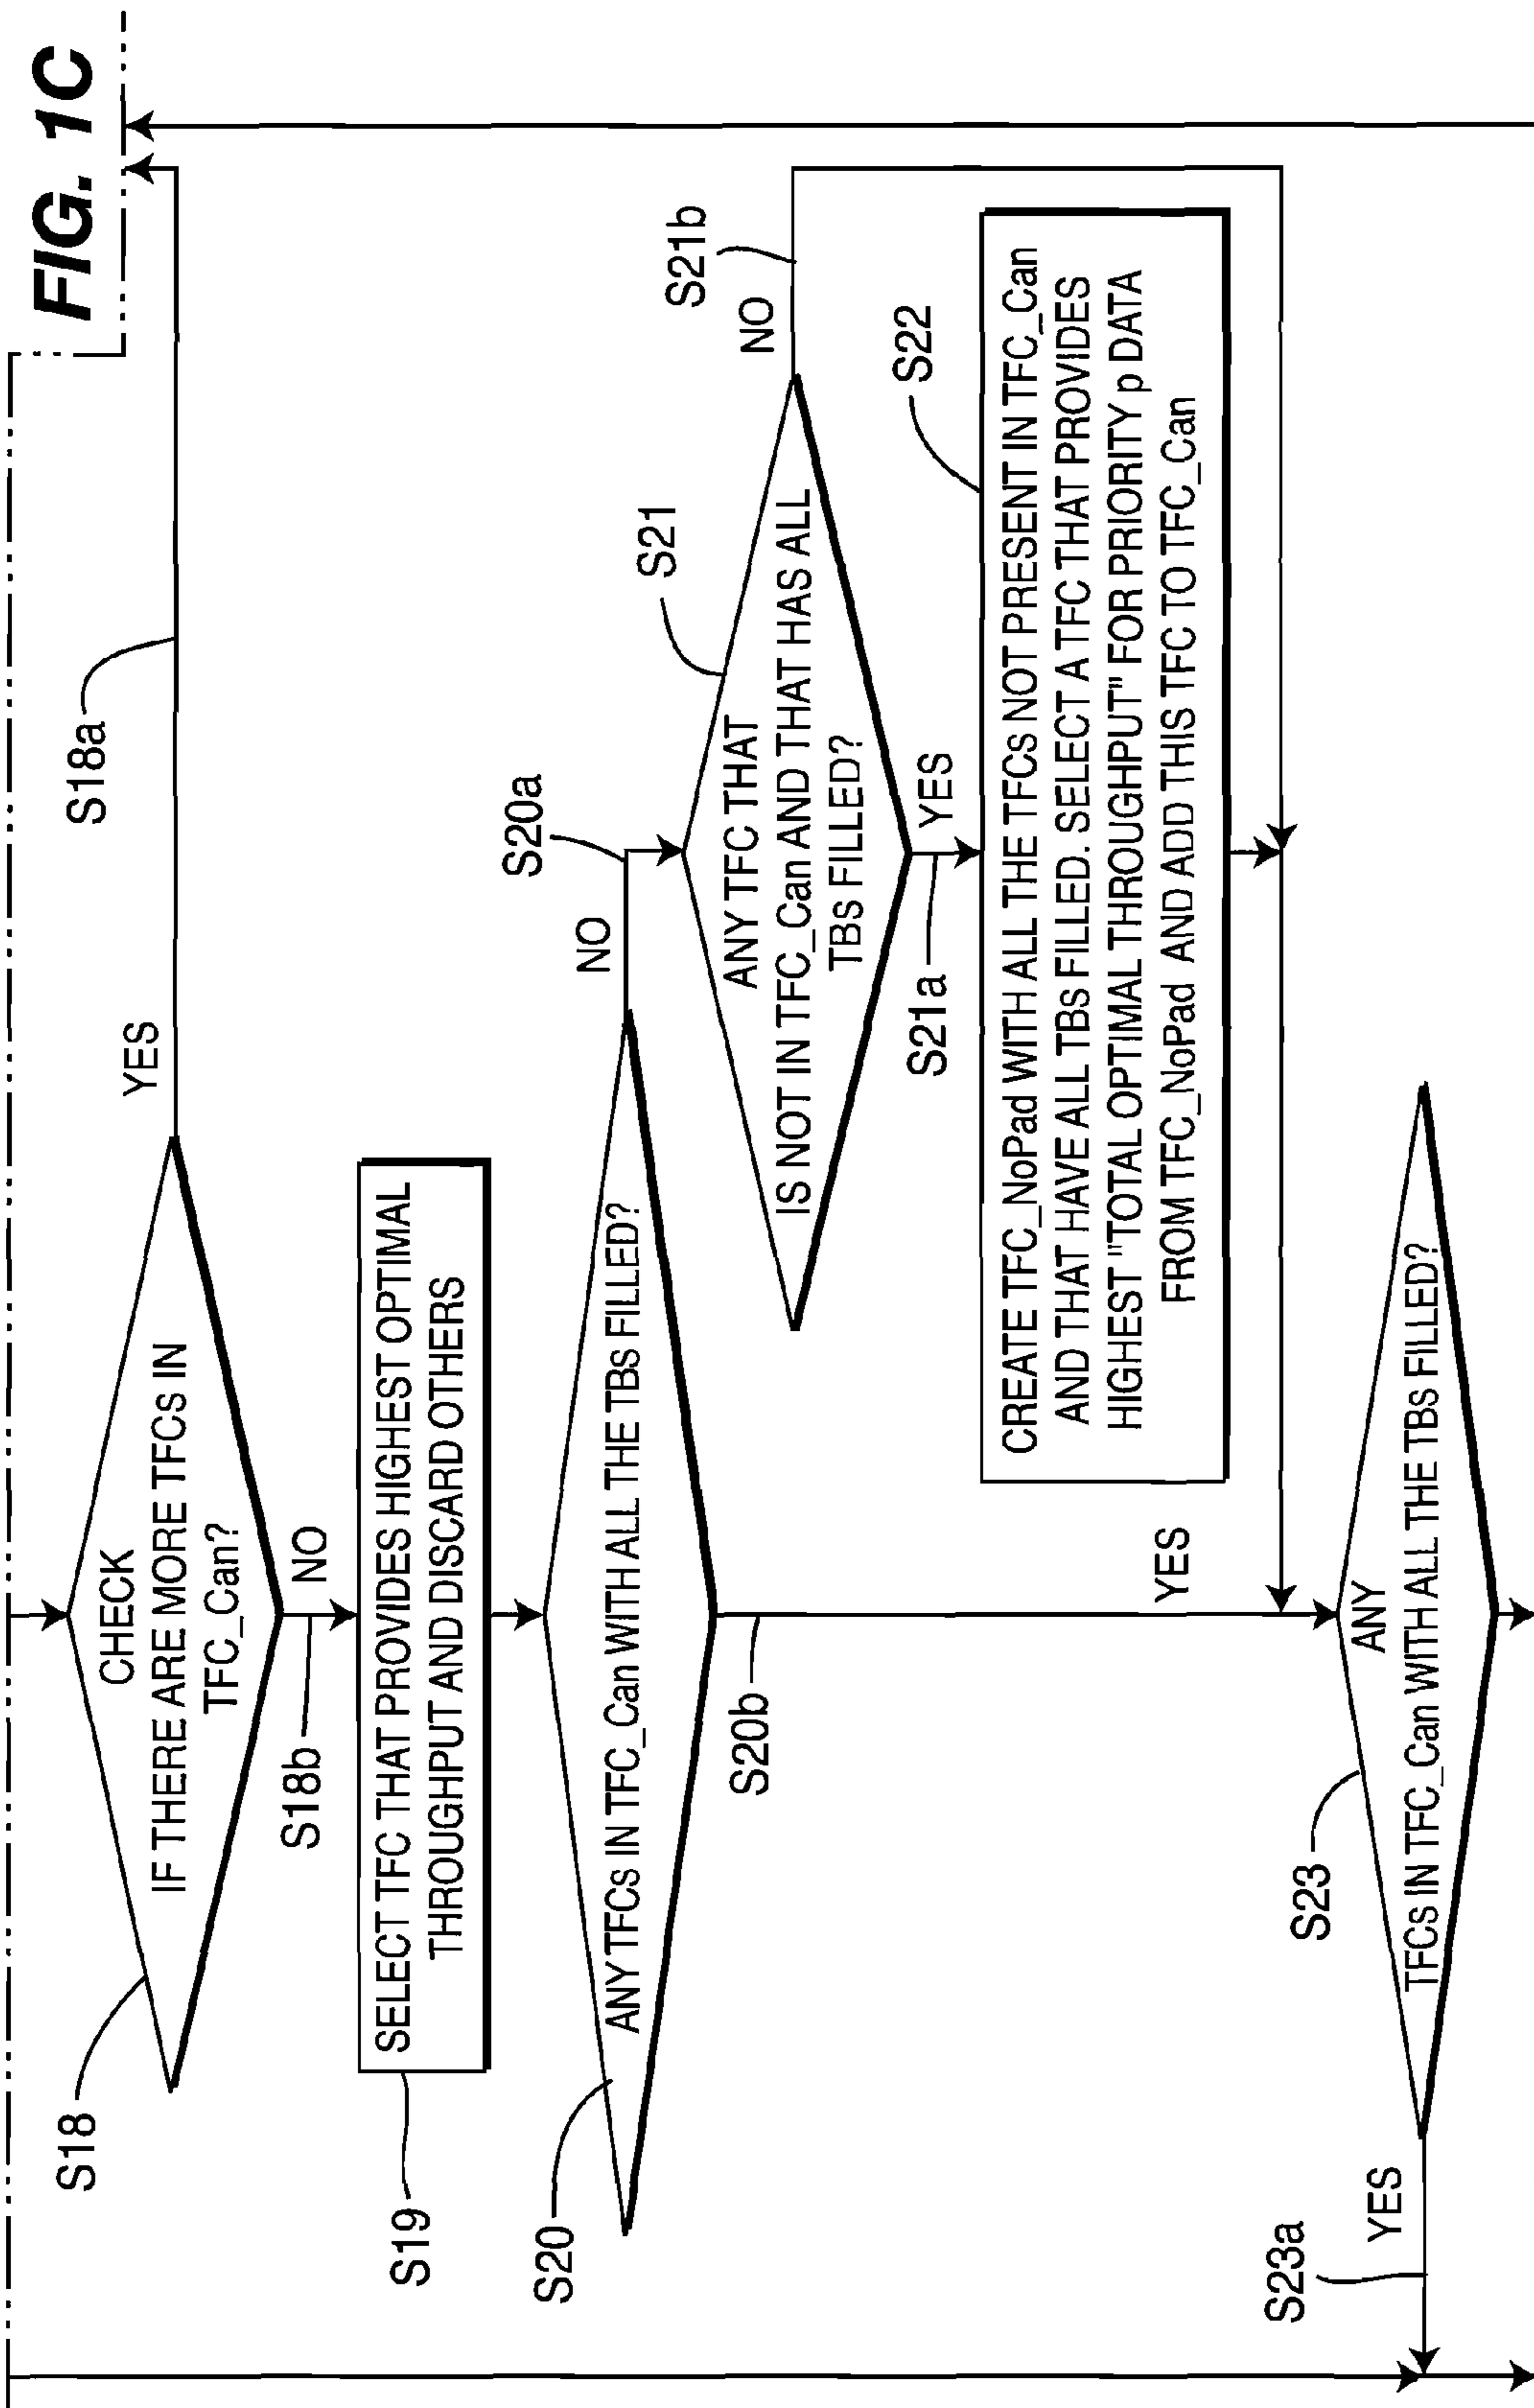 FIG. 1C
S18
CHECK
IF THERE ARE MORE TFCs IN
TFC_Can?
YES
S18a
NO
S18b
S19
SELECT TFC THAT PROVIDES HIGHEST OPTIMAL
THROUGHPUT AND DISCARD OTHERS
S20
ANY TFCs IN TFC_Can WITH ALL THE TBs FILLED?
NO
S20a
S20b
YES
S21
ANY TFC THAT
IS NOT IN TFC_Can AND THAT HAS ALL
TBs FILLED?
NO
S21b
S21a
YES
S22
CREATE TFC_NoPad WITH ALL THE TFCs NOT PRESENT IN TFC_Can
AND THAT HAVE ALL TBs FILLED. SELECT A TFC THAT PROVIDES
HIGHEST "TOTAL OPTIMAL THROUGHPUT" FOR PRIORITY p DATA
FROM TFC_NoPad AND ADD THIS TFC TO TFC_Can
S23
ANY
TFCs IN TFC_Can WITH ALL THE TBs FILLED?
YES
S23a